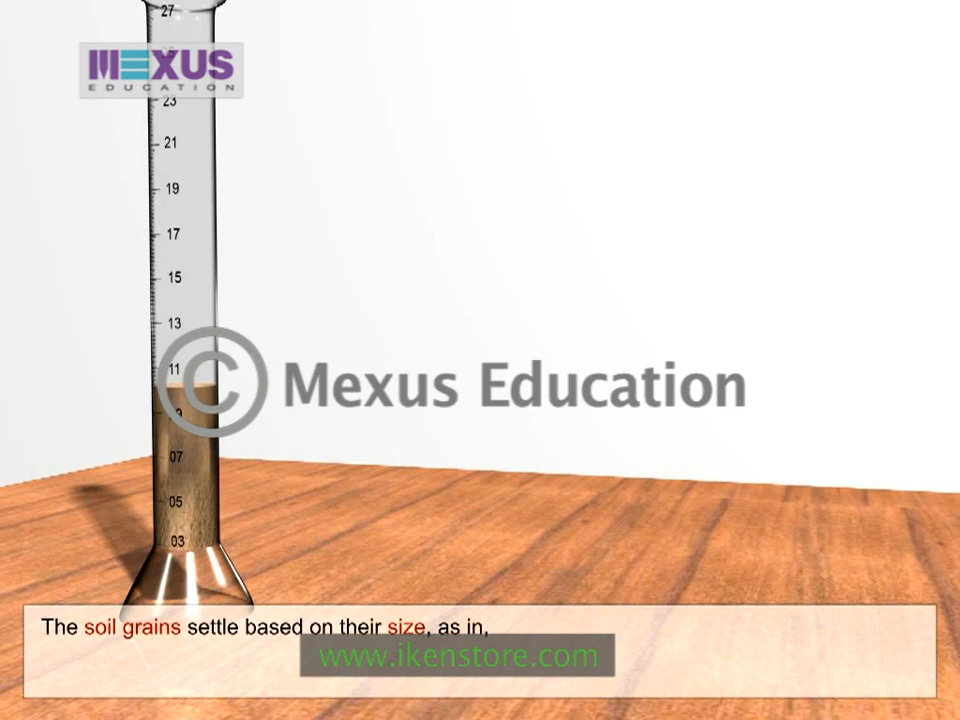 27
MEXUS
EDUCATION
23
21
19
17
15
13
11
© Mexus Education
9
07
05
03
The soil grains settle based on their size, as in,
www.ikenstore.com